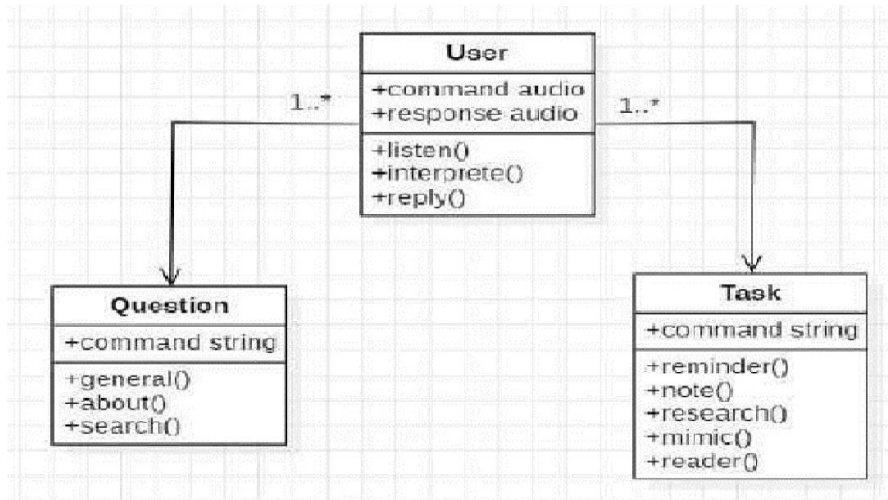 User
+command audio
+response audio
+listen()
+interprete()
+reply()
1..*
1..*
Question
+command string
+general()
+about()
+search()
Task
+command string
+reminder()
+note()
+research()
+mimic()
+reader()